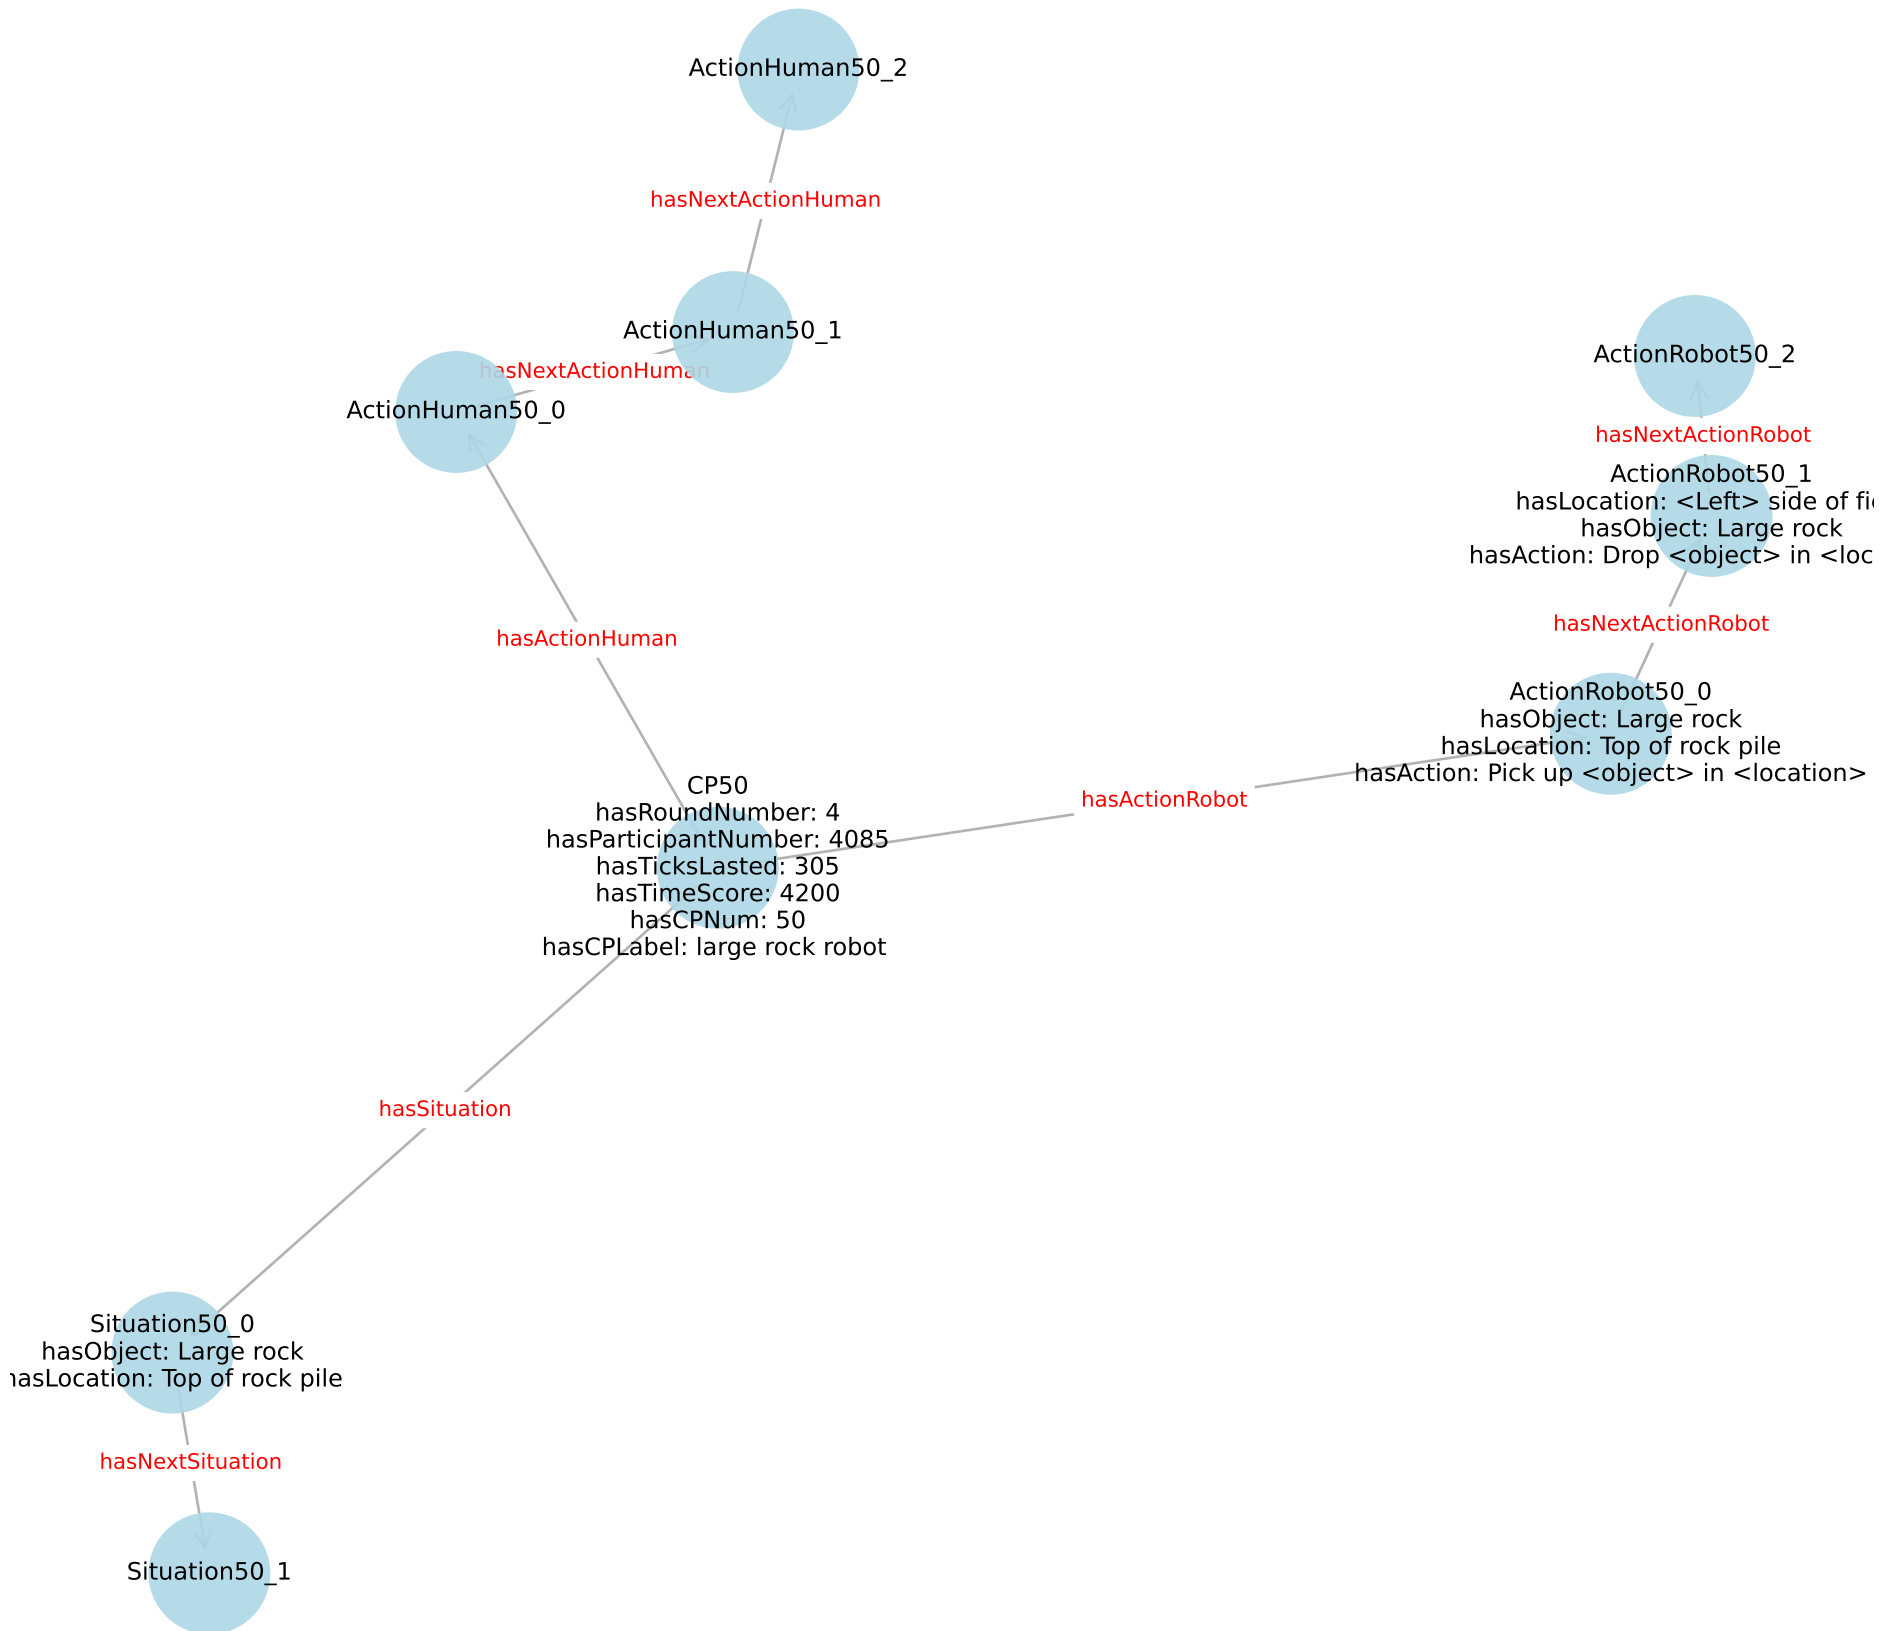 ActionHuman50_2
hasNextActionHuman
ActionHuman50_1
hasNextActionHuman
ActionHuman50_0
ActionRobot50_2
hasNextActionRobot
ActionRobot50_1
hasLocation: <Left> side of
hasObject: Large rock
hasAction: Drop <object> in
hasNextActionRobot
hasActionHuman
ActionRobot50_0
hasObject: Large rock
hasLocation: Top of rock pile
hasAction: Pick up <object> in <location>
hasActionRobot
CP50
hasRoundNumber: 4
hasParticipantNumber: 4085
hasTicksLasted: 305
hasTimeScore: 4200
hasCPNum: 50
hasCPLabel: large rock robot
hasSituation
Situation50_0
hasObject: Large rock
hasLocation: Top of rock pile
hasNextSituation
Situation50_1